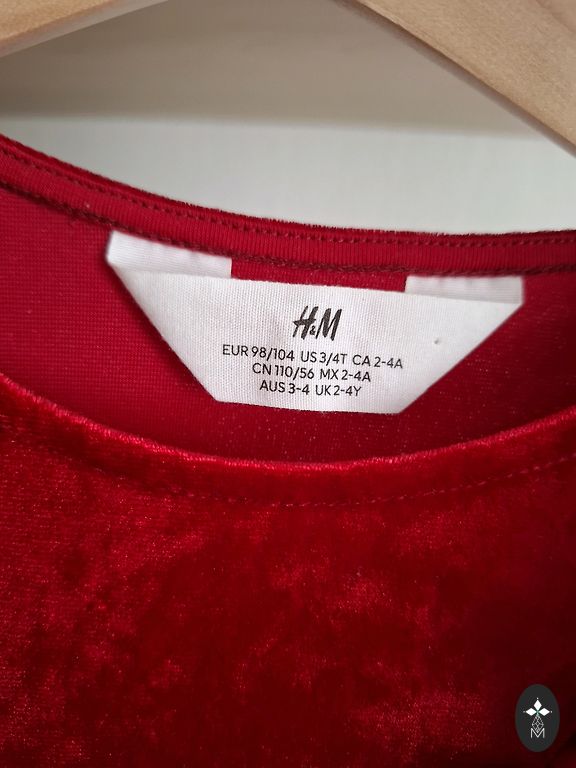 H&M
EUR 98/104 US 3/4T CA 2-4A
CN 110/56 MX 2-4A
AUS 3-4 UK 2-4Y
M